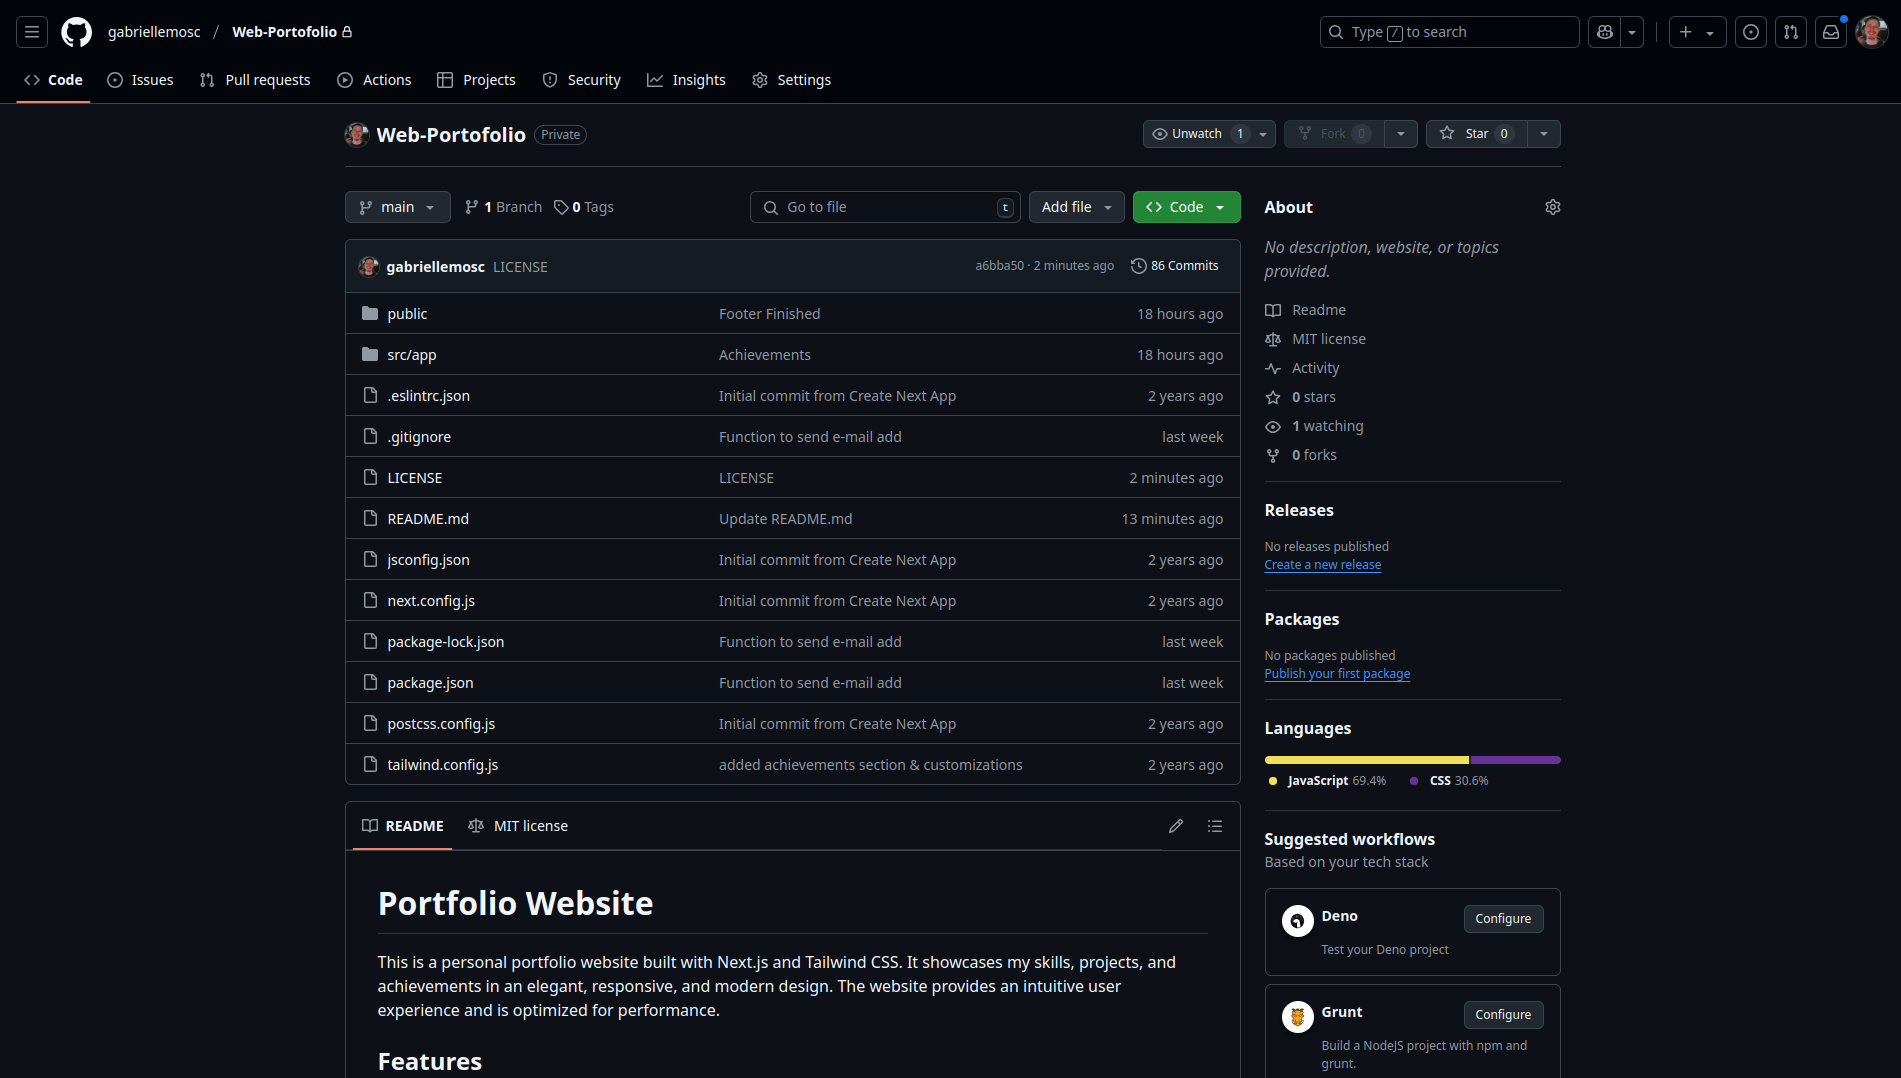 gabriellemosc / Web-Portofolio
Type / to search
Code Issues Pull requests Actions Projects Security Insights Settings
Web-Portofolio Private
Unwatch 1 Fork 0 Star 0
main 1 Branch 0 Tags
Go to file t Add file Code
gabriellemosc LICENSE a6bba50 · 2 minutes ago 86 Commits
public Footer Finished 18 hours ago
src/app Achievements 18 hours ago
.eslintrc.json Initial commit from Create Next App 2 years ago
.gitignore Function to send e-mail add last week
LICENSE LICENSE 2 minutes ago
README.md Update README.md 13 minutes ago
jsconfig.json Initial commit from Create Next App 2 years ago
next.config.js Initial commit from Create Next App 2 years ago
package-lock.json Function to send e-mail add last week
package.json Function to send e-mail add last week
postcss.config.js Initial commit from Create Next App 2 years ago
tailwind.config.js added achievements section & customizations 2 years ago
README MIT license
Portfolio Website
This is a personal portfolio website built with Next.js and Tailwind CSS. It showcases my skills, projects, and
achievements in an elegant, responsive, and modern design. The website provides an intuitive user
experience and is optimized for performance.
Features
About
No description, website, or topics
provided.
Readme
MIT license
Activity
0 stars
1 watching
0 forks
Releases
No releases published
Create a new release
Packages
No packages published
Publish your first package
Languages
JavaScript 69.4% CSS 30.6%
Suggested workflows
Based on your tech stack
Deno Configure
Test your Deno project
Grunt Configure
Build a NodeJS project with npm and
grunt.